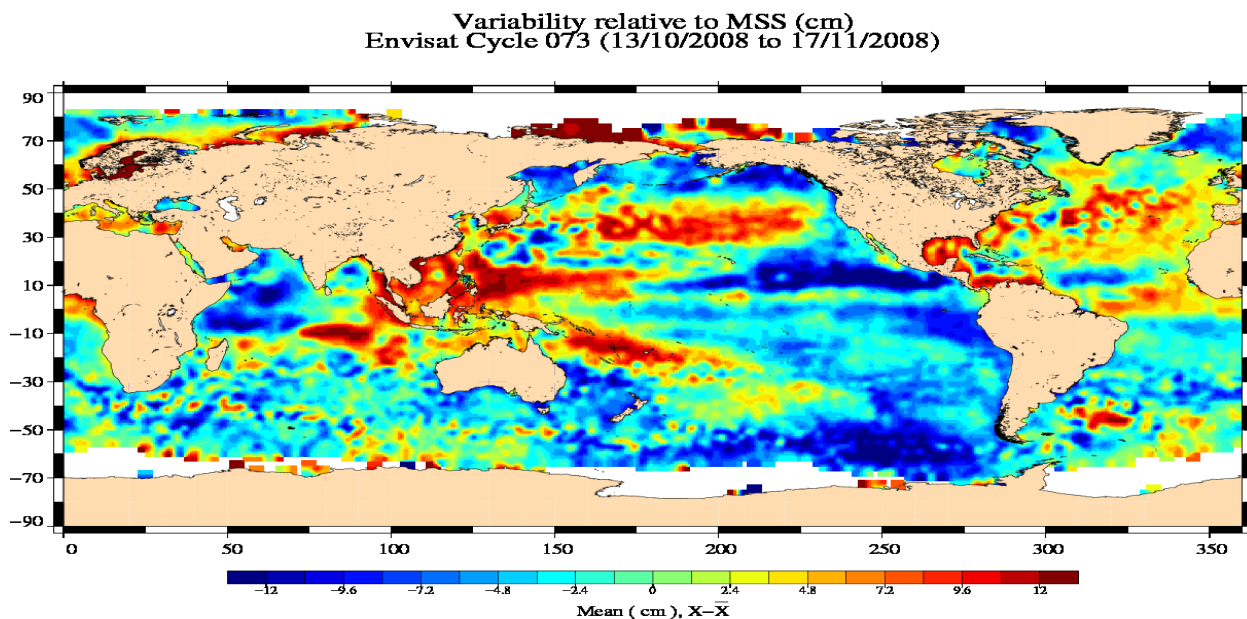 Variability relative to MSS (cm)
Envisat Cycle 073 (13/10/2008 to 17/11/2008)
90
70
50
30
10
−10
−30
−50
−70
−90
0 50 100 150 200 250 300 350
−12 −9.6 −7.2 −4.8 −2.4 0 2.4 4.8 7.2 9.6 12
Mean ( cm ), X−X̅